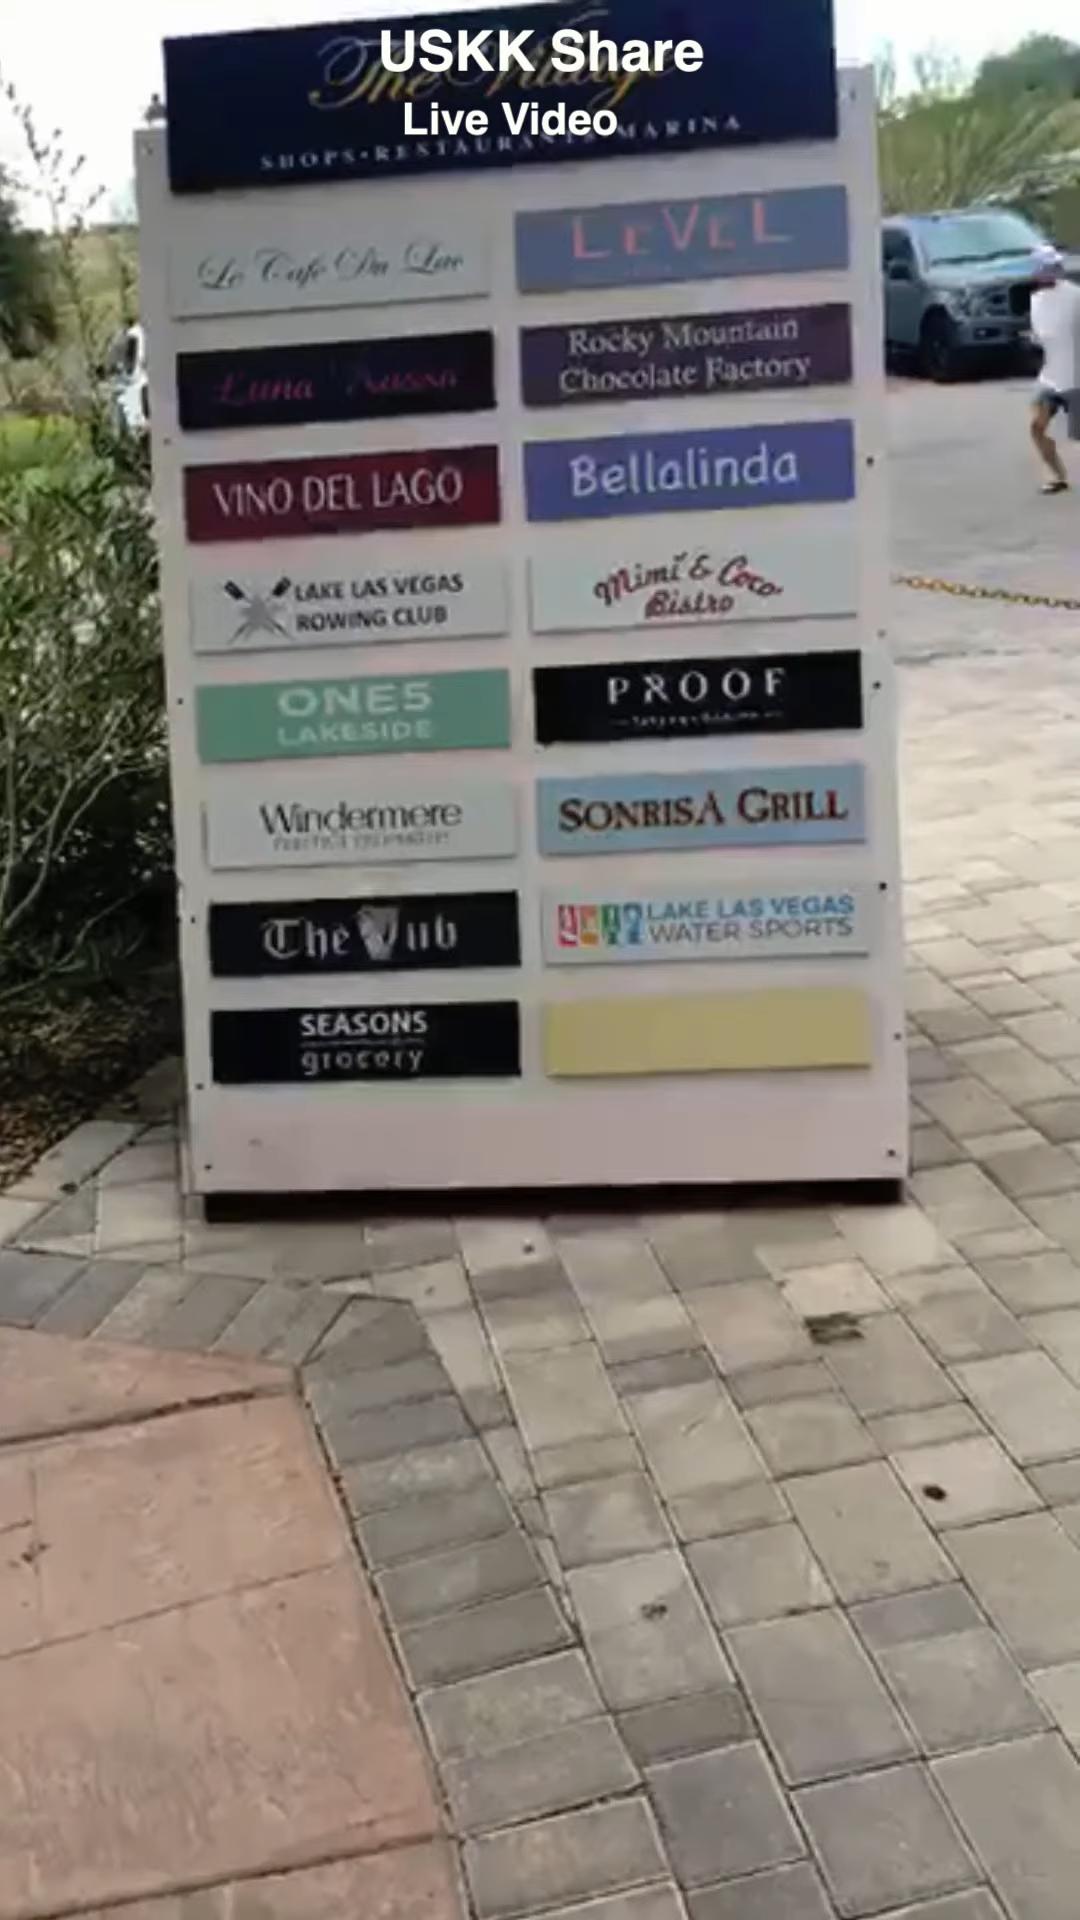 USKK Share
The Village
Live Video
SHOPS•RESTAURANTS•MARINA
Le Cafe Du Lac
LEVEL
Luna Rossa
Rocky Mountain
Chocolate Factory
VINO DEL LAGO
Bellalinda
LAKE LAS VEGAS
ROWING CLUB
Mimi & Coco
Bistro
ONE5
LAKESIDE
PROOF
Windermere
SONRISA GRILL
The Pub
LAKE LAS VEGAS
WATER SPORTS
SEASONS
grocery